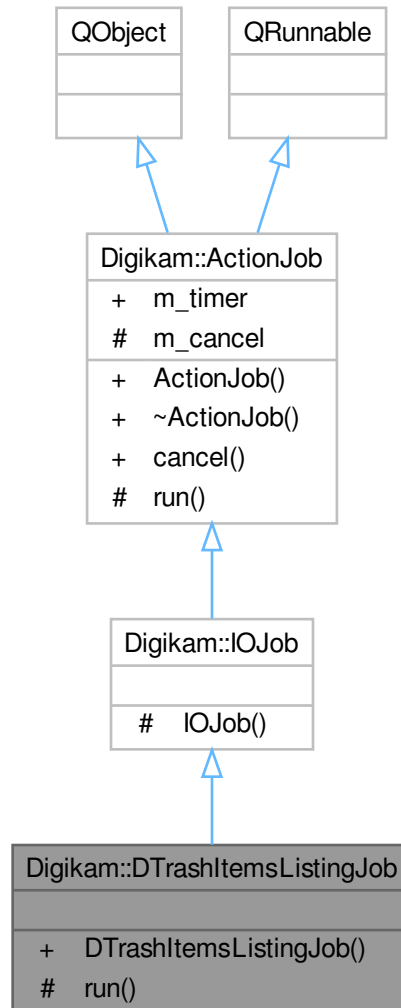 QObject
QRunnable
Digikam::ActionJob
+ m_timer
# m_cancel
+ ActionJob()
+ ~ActionJob()
+ cancel()
# run()
Digikam::IOJob
# IOJob()
Digikam::DTrashItemsListingJob
+ DTrashItemsListingJob()
# run()